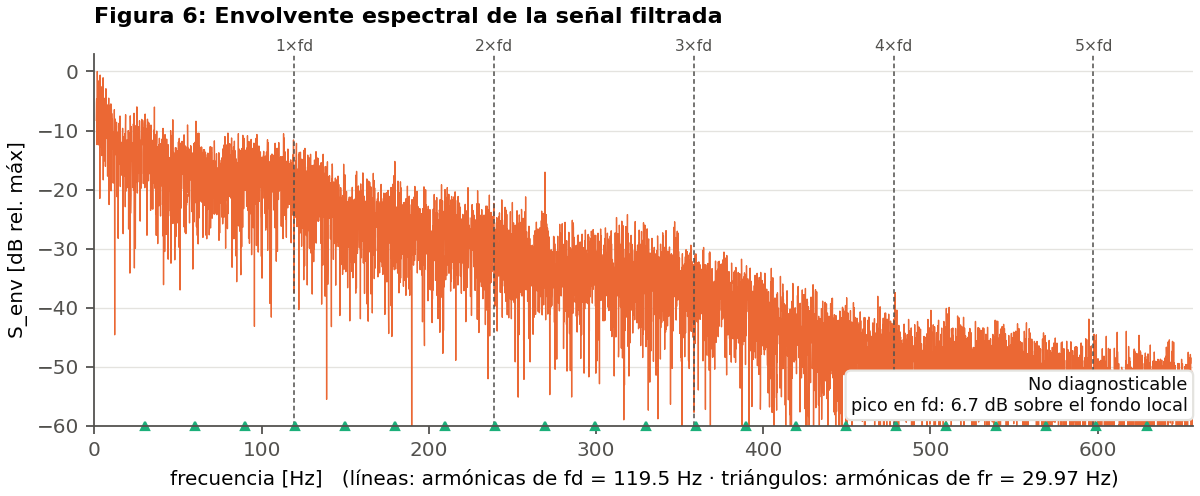 Figura 6: Envolvente espectral de la señal filtrada
1×fd 2×fd 3×fd 4×fd 5×fd
S_env [dB rel. máx]
0
−10
−20
−30
−40
−50
−60
No diagnosticable
pico en fd: 6.7 dB sobre el fondo local
0 100 200 300 400 500 600
frecuencia [Hz] (líneas: armónicas de fd = 119.5 Hz · triángulos: armónicas de fr = 29.97 Hz)